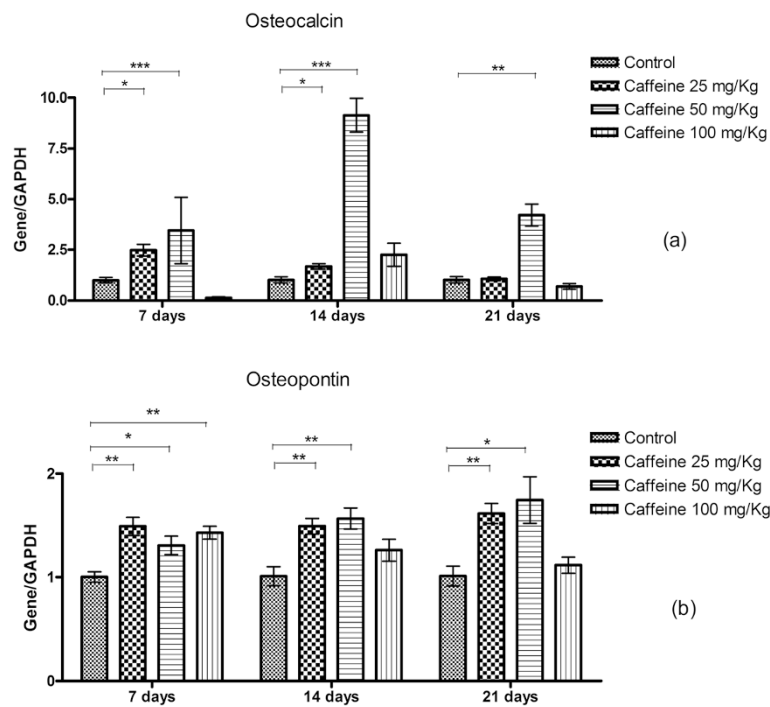 Osteocalcin
*** *** **
* *
Control
Caffeine 25 mg/Kg
Caffeine 50 mg/Kg
Caffeine 100 mg/Kg
Gene/GAPDH
10.0
7.5
5.0
2.5
0.0
7 days 14 days 21 days
(a)
Osteopontin
**
* ** *
** ** **
Control
Caffeine 25 mg/Kg
Caffeine 50 mg/Kg
Caffeine 100 mg/Kg
Gene/GAPDH
2
1
0
7 days 14 days 21 days
(b)